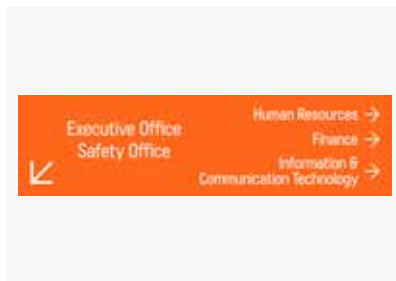 Executive Office
Safety Office
Human Resources
Finance
Information &
Communication Technology